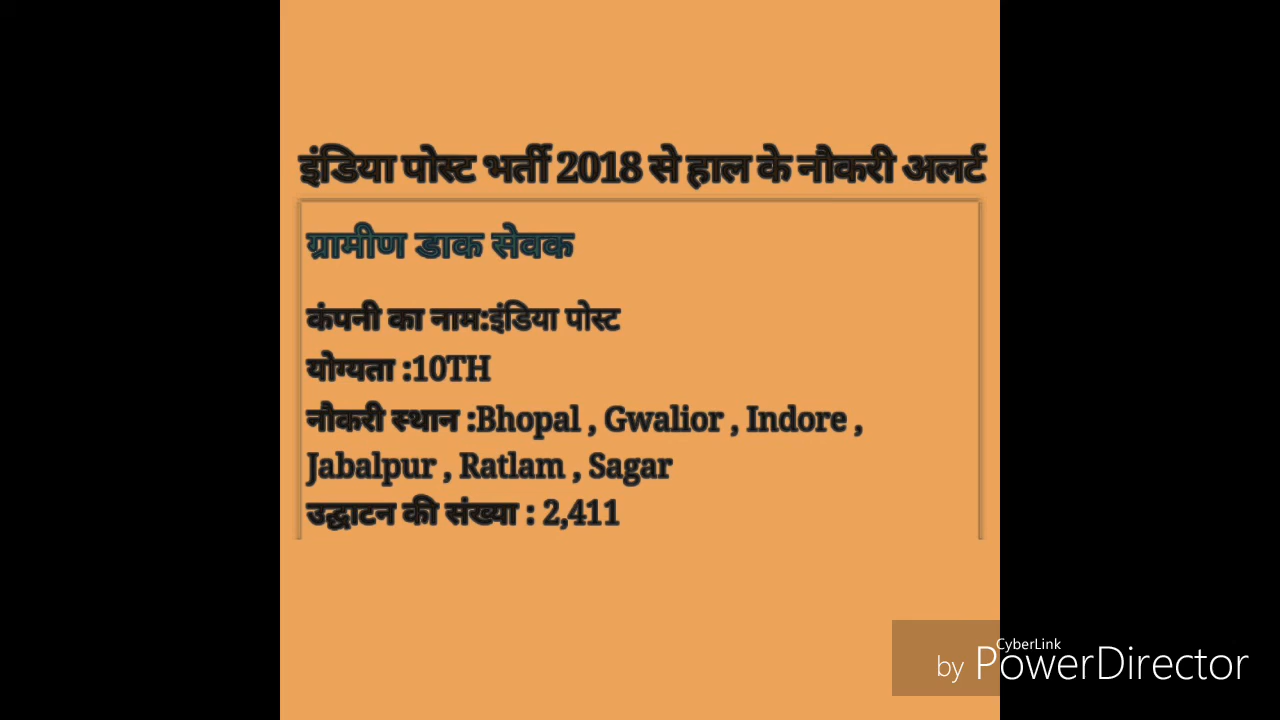 इंडिया पोस्ट भर्ती 2018 से हाल के नौकरी अलर्ट
ग्रामीण डाक सेवक
कंपनी का नाम:इंडिया पोस्ट
योग्यता :10TH
नौकरी स्थान :Bhopal , Gwalior , Indore ,
Jabalpur , Ratlam , Sagar
उद्घाटन की संख्या : 2,411
CyberLink
by PowerDirector